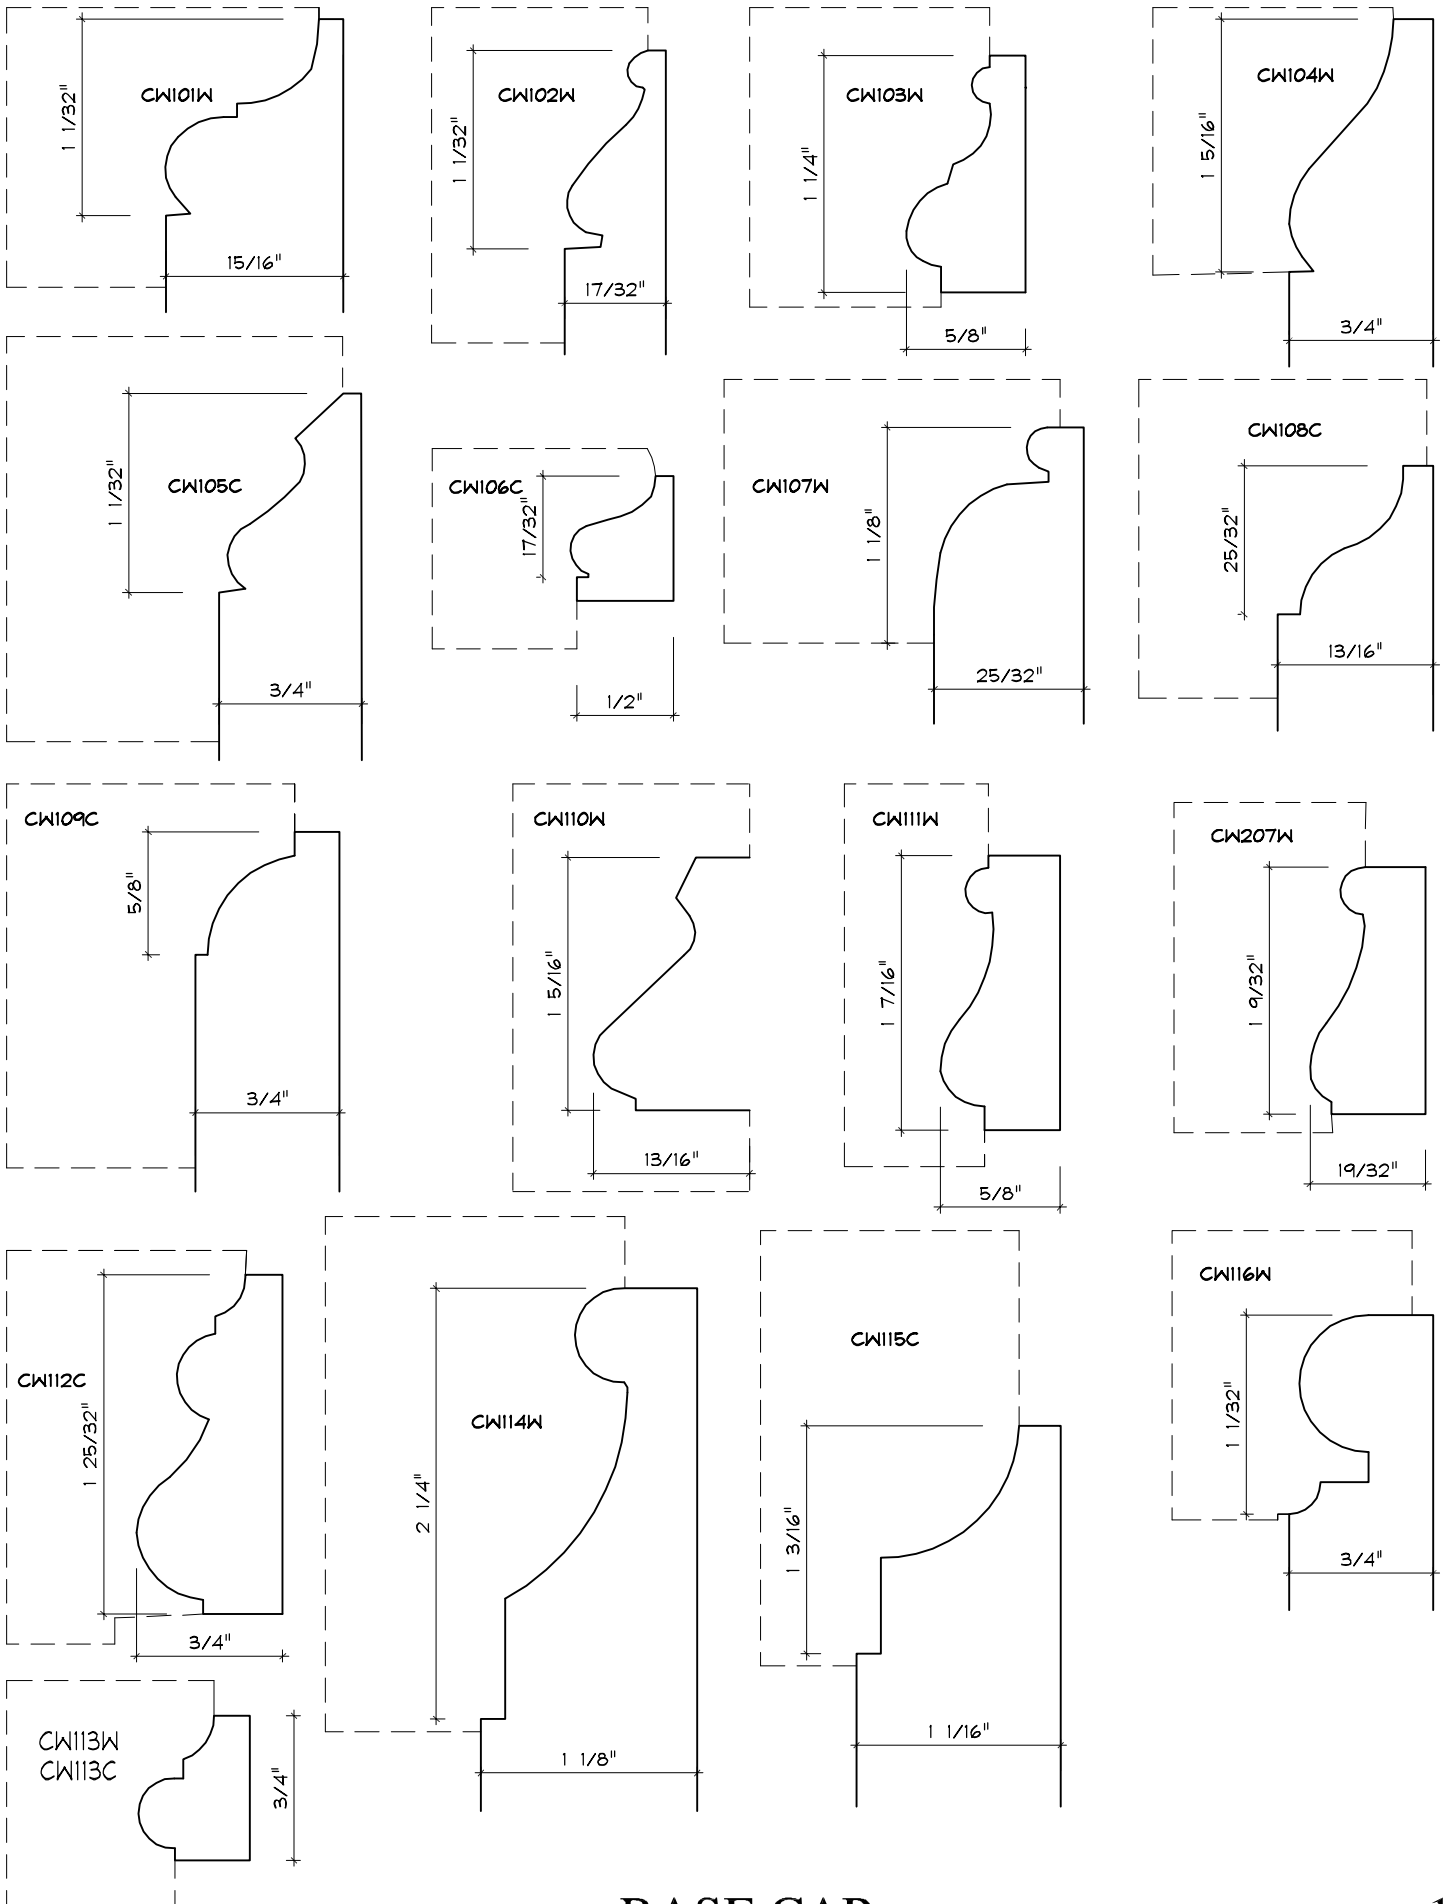 CW101W
1 1/32"
15/16"
CW102W
1 1/32"
17/32"
CW103W
1 1/4"
5/8"
CW104W
1 5/16"
3/4"
CW105C
1 1/32"
3/4"
CW106C
17/32"
1/2"
CW107W
1 1/8"
25/32"
CW108C
25/32"
13/16"
CW109C
5/8"
3/4"
CW110W
1 5/16"
13/16"
CW111W
1 7/16"
5/8"
CW207W
1 9/32"
19/32"
CW112C
1 25/32"
3/4"
CW114W
2 1/4"
1 1/8"
CW115C
1 3/16"
1 1/16"
CW116W
1 1/32"
3/4"
CW113W
CW113C
3/4"
BASE CAP